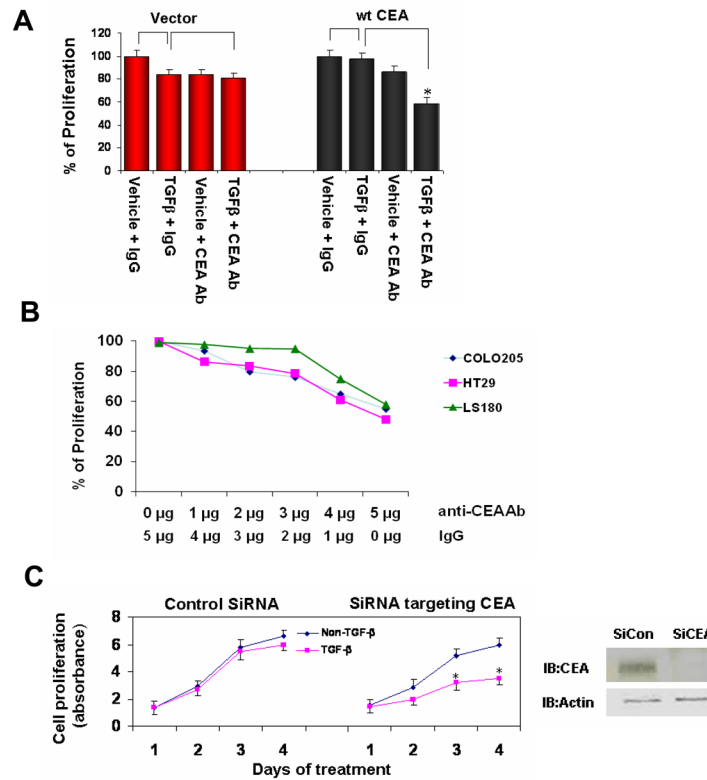 A
Vector
wt CEA
% of Proliferation
120
100
80
60
40
20
0
*
Vehicle + IgG
TGFβ + IgG
Vehicle + CEA Ab
TGFβ + CEA Ab
Vehicle + IgG
TGFβ + IgG
Vehicle + CEA Ab
TGFβ + CEA Ab
B
% of Proliferation
100
80
60
40
20
0
COLO205
HT29
LS180
0 µg 1 µg 2 µg 3 µg 4 µg 5 µg anti-CEAAb
5 µg 4 µg 3 µg 2 µg 1 µg 0 µg IgG
C
Control SiRNA
SiRNA targeting CEA
Cell proliferation
(absorbance)
8
6
4
2
0
Non-TGF-β
TGF-β
* *
1 2 3 4 1 2 3 4
Days of treatment
SiCon SiCEA
IB:CEA
IB:Actin